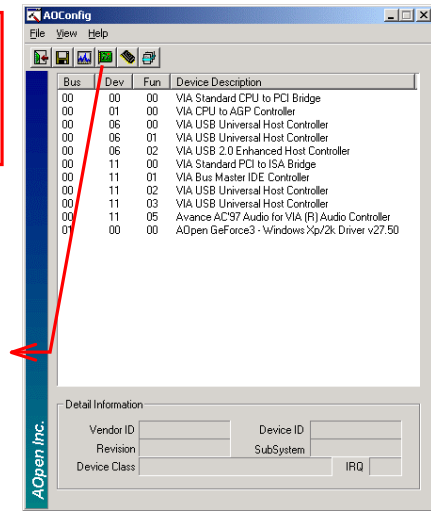 AOConfig
File View Help
Bus Dev Fun Device Description
00 00 00 VIA Standard CPU to PCI Bridge
00 01 00 VIA CPU to AGP Controller
00 06 00 VIA USB Universal Host Controller
00 06 01 VIA USB Universal Host Controller
00 06 02 VIA USB 2.0 Enhanced Host Controller
00 11 00 VIA Standard PCI to ISA Bridge
00 11 01 VIA Bus Master IDE Controller
00 11 02 VIA USB Universal Host Controller
00 11 03 VIA USB Universal Host Controller
00 11 05 Avance AC'97 Audio for VIA (R) Audio Controller
01 00 00 AOpen GeForce3 - Windows Xp/2k Driver v27.50
Detail Information
Vendor ID Device ID
Revision SubSystem
Device Class IRQ
AOpen Inc.